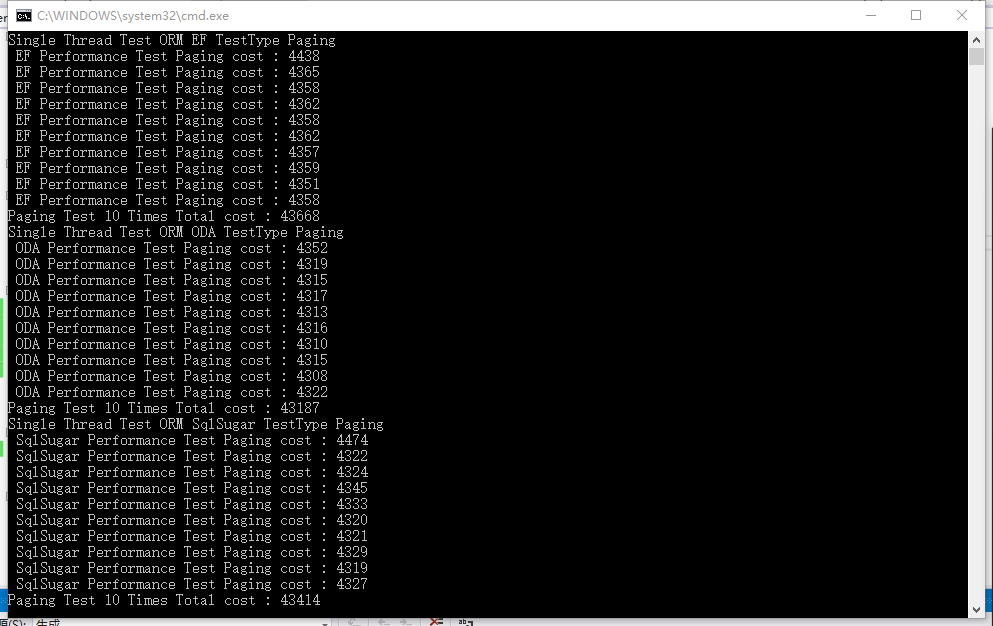 C:\WINDOWS\system32\cmd.exe
Single Thread Test ORM EF TestType Paging
EF Performance Test Paging cost : 4438
EF Performance Test Paging cost : 4365
EF Performance Test Paging cost : 4358
EF Performance Test Paging cost : 4362
EF Performance Test Paging cost : 4358
EF Performance Test Paging cost : 4362
EF Performance Test Paging cost : 4357
EF Performance Test Paging cost : 4359
EF Performance Test Paging cost : 4351
EF Performance Test Paging cost : 4358
Paging Test 10 Times Total cost : 43668
Single Thread Test ORM ODA TestType Paging
ODA Performance Test Paging cost : 4352
ODA Performance Test Paging cost : 4319
ODA Performance Test Paging cost : 4315
ODA Performance Test Paging cost : 4317
ODA Performance Test Paging cost : 4313
ODA Performance Test Paging cost : 4316
ODA Performance Test Paging cost : 4310
ODA Performance Test Paging cost : 4315
ODA Performance Test Paging cost : 4308
ODA Performance Test Paging cost : 4322
Paging Test 10 Times Total cost : 43187
Single Thread Test ORM SqlSugar TestType Paging
SqlSugar Performance Test Paging cost : 4474
SqlSugar Performance Test Paging cost : 4322
SqlSugar Performance Test Paging cost : 4324
SqlSugar Performance Test Paging cost : 4345
SqlSugar Performance Test Paging cost : 4333
SqlSugar Performance Test Paging cost : 4320
SqlSugar Performance Test Paging cost : 4321
SqlSugar Performance Test Paging cost : 4329
SqlSugar Performance Test Paging cost : 4319
SqlSugar Performance Test Paging cost : 4327
Paging Test 10 Times Total cost : 43414
(S): 生成